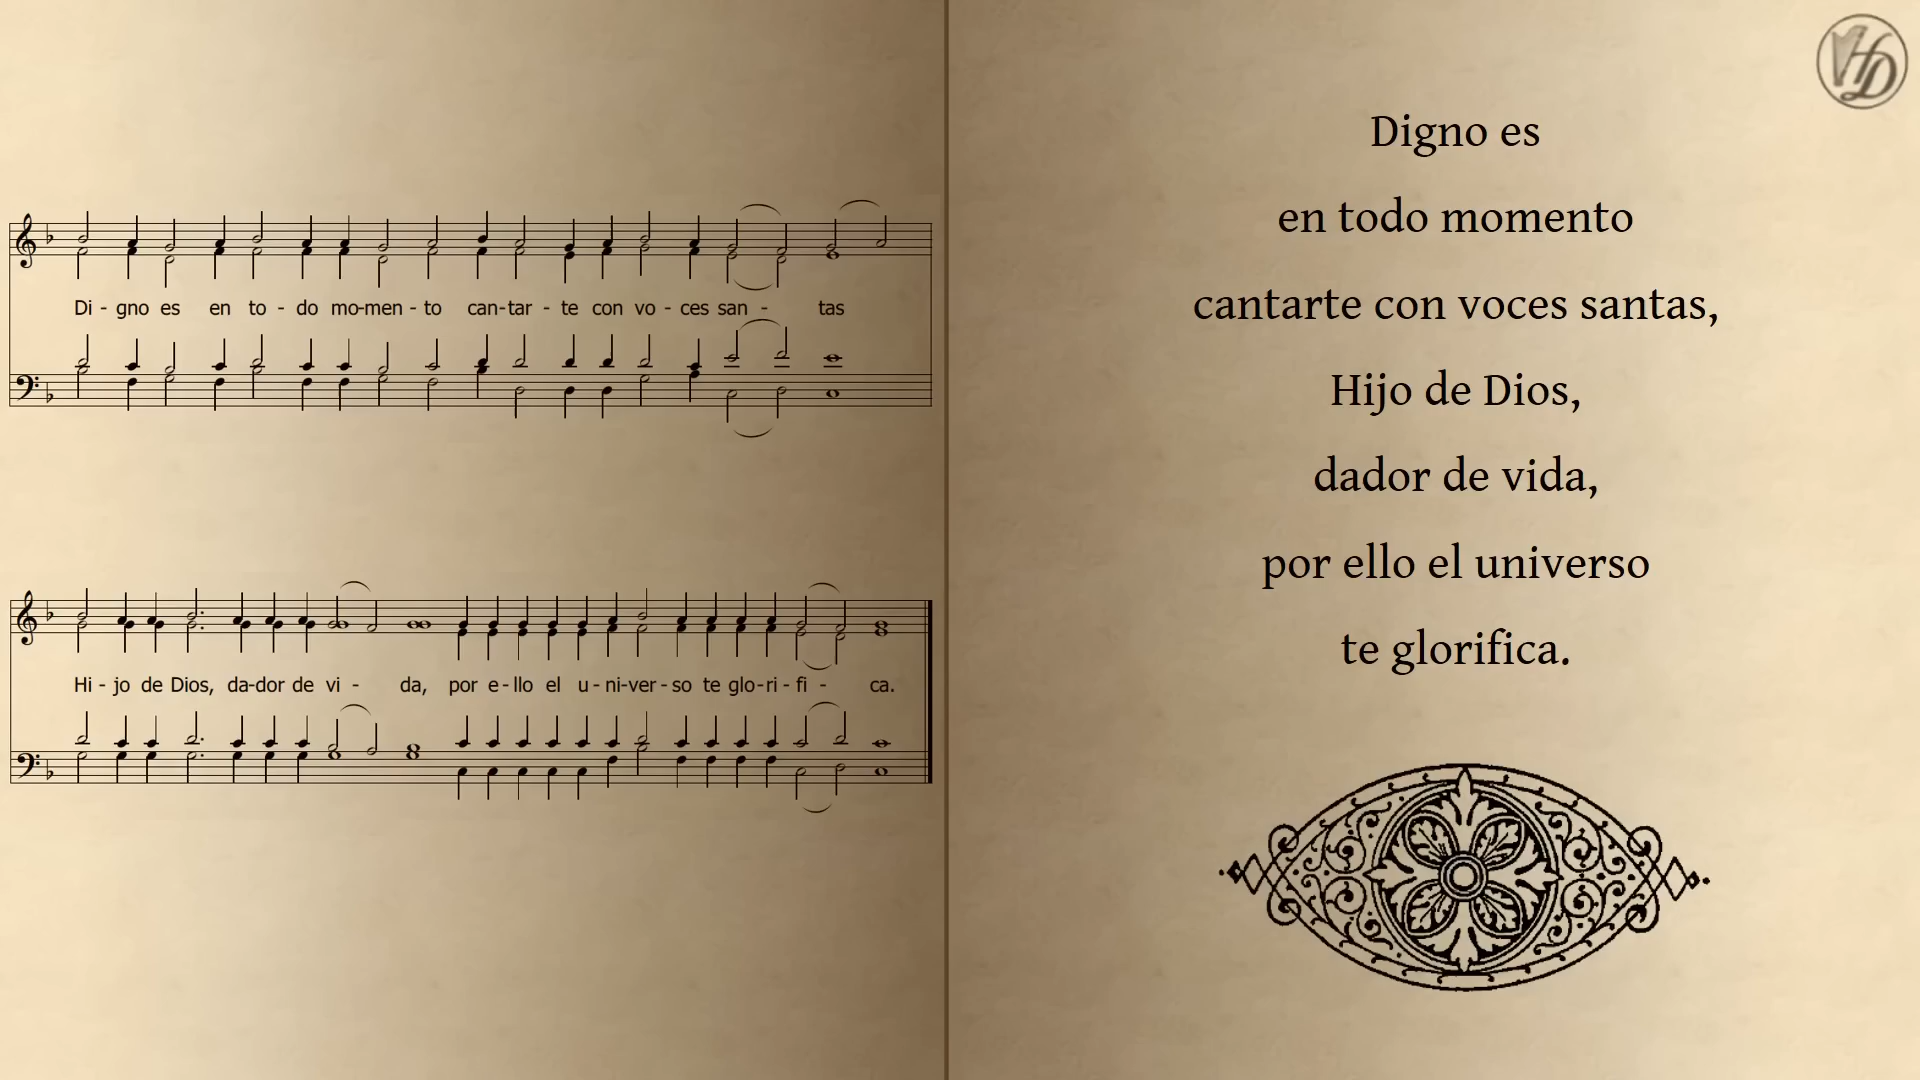 Di - gno es en to - do mo-men - to can-tar - te con vo - ces san - tas
Hi - jo de Dios, da-dor de vi - da, por e-llo el u-ni-ver-so te glo-ri-fi - ca.
HD
Digno es
en todo momento
cantarte con voces santas,
Hijo de Dios,
dador de vida,
por ello el universo
te glorifica.